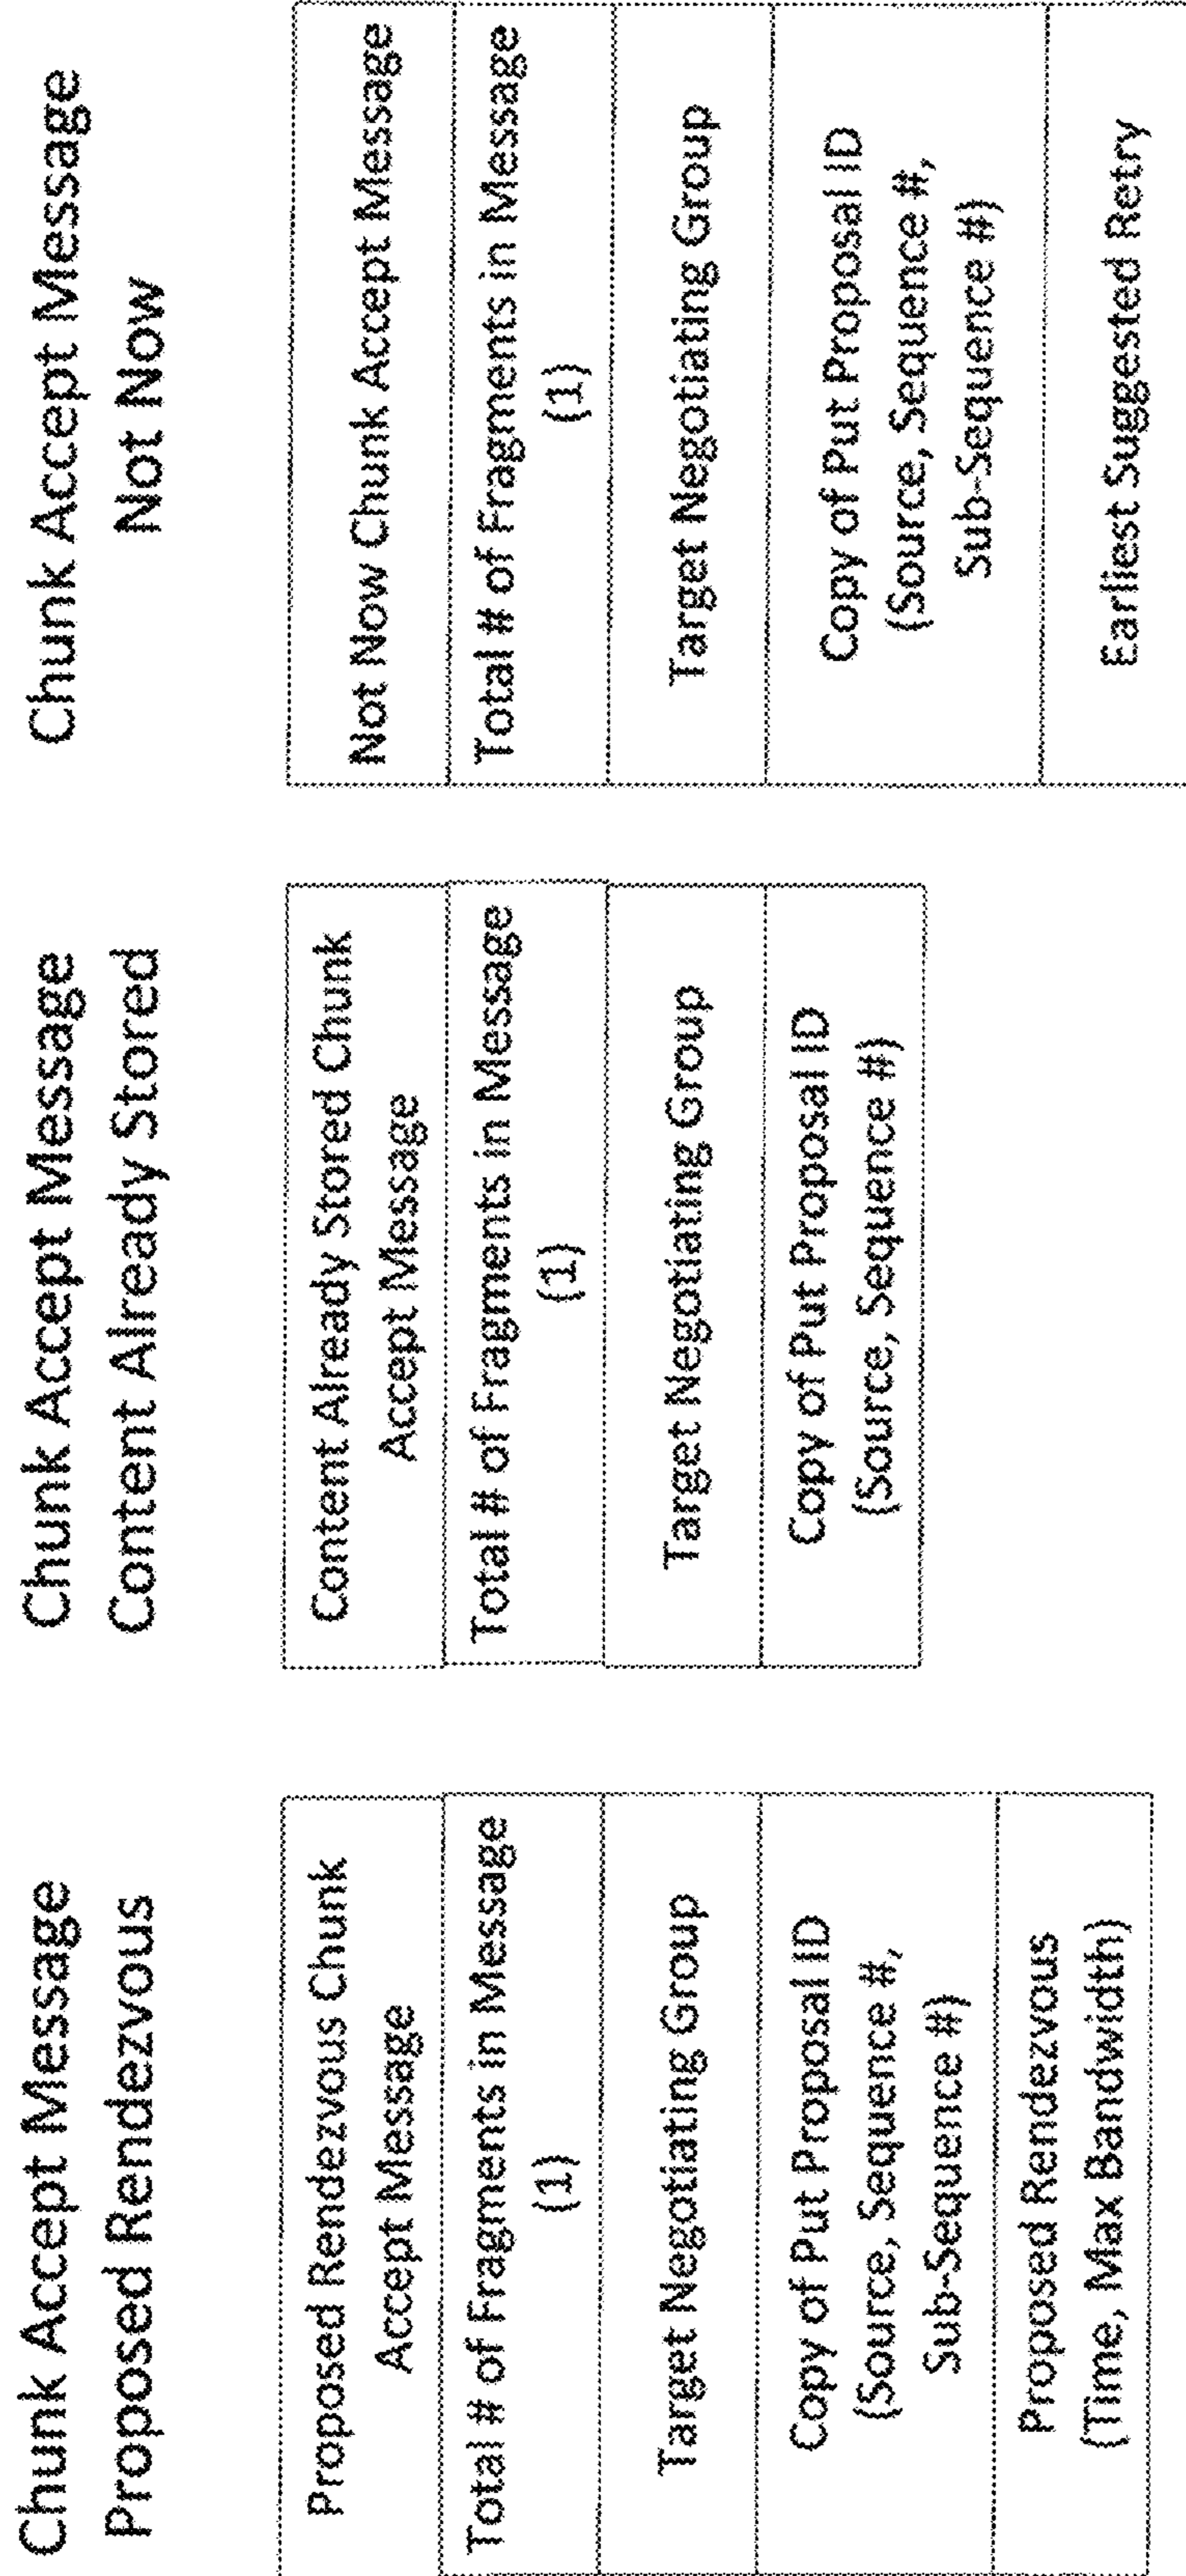 Chunk Accept Message
Proposed Rendezvous
Proposed Rendezvous Chunk
Accept Message
Total # of Fragments in Message
(1)
Target Negotiating Group
Copy of Put Proposal ID
(Source, Sequence #,
Sub-Sequence #)
Proposed Rendezvous
(Time, Max Bandwidth)
Chunk Accept Message
Content Already Stored
Content Already Stored Chunk
Accept Message
Total # of Fragments in Message
(1)
Target Negotiating Group
Copy of Put Proposal ID
(Source, Sequence #)
Chunk Accept Message
Not Now
Not Now Chunk Accept Message
Total # of Fragments in Message
(1)
Target Negotiating Group
Copy of Put Proposal ID
(Source, Sequence #,
Sub-Sequence #)
Earliest Suggested Retry